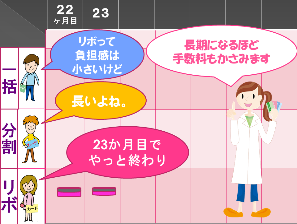 22
ヶ月目
23
リボって
負担感は
小さいけど
長期になるほど
手数料もかさみます
一括
長いよね。
分割
23か月目で
やっと終わり
リボ